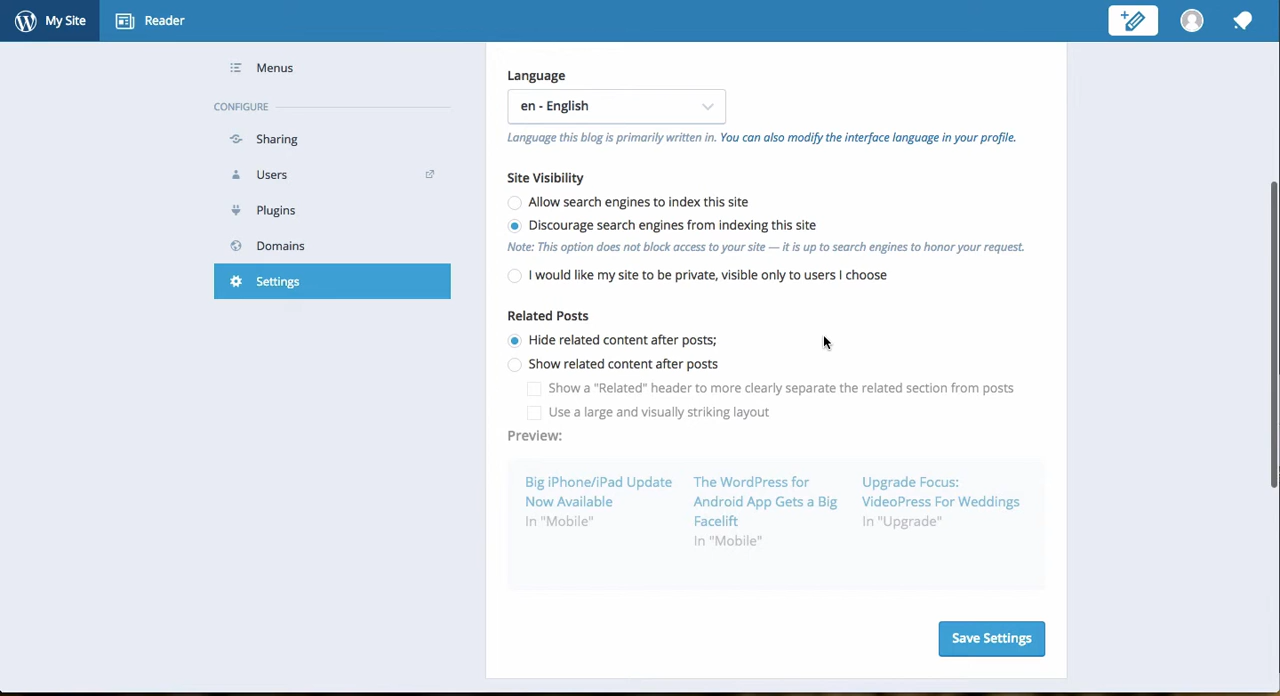 My Site
Reader
Menus
CONFIGURE
Sharing
Users
Plugins
Domains
Settings
Language
en - English
Language this blog is primarily written in. You can also modify the interface language in your profile.
Site Visibility
Allow search engines to index this site
Discourage search engines from indexing this site
Note: This option does not block access to your site — it is up to search engines to honor your request.
I would like my site to be private, visible only to users I choose
Related Posts
Hide related content after posts;
Show related content after posts
Show a "Related" header to more clearly separate the related section from posts
Use a large and visually striking layout
Preview:
Big iPhone/iPad Update
Now Available
In "Mobile"
The WordPress for
Android App Gets a Big
Facelift
In "Mobile"
Upgrade Focus:
VideoPress For Weddings
In "Upgrade"
Save Settings